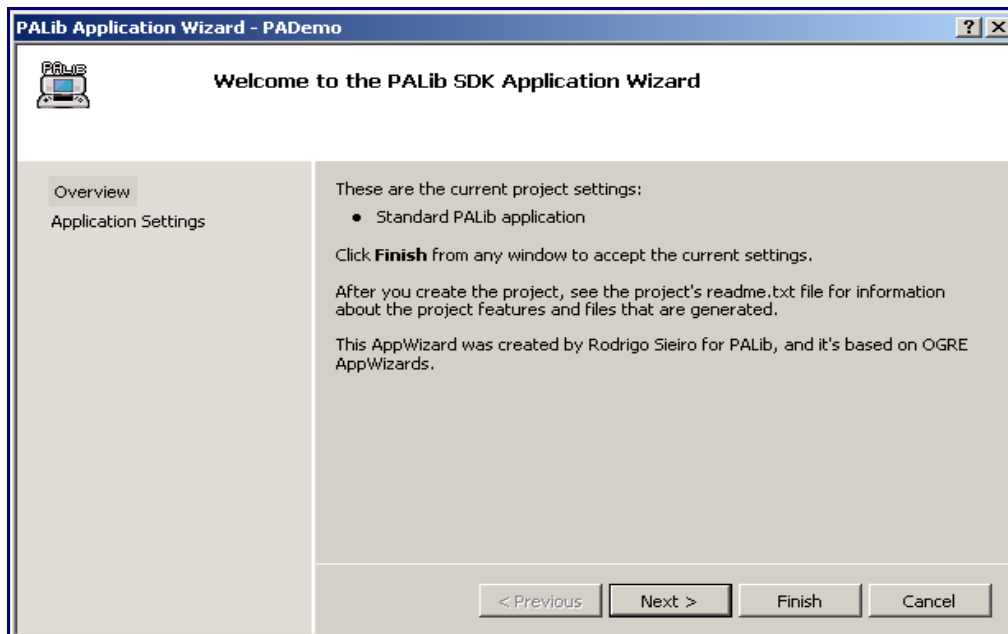 PALib Application Wizard - PADemo
PALIB
Welcome to the PALib SDK Application Wizard
Overview
Application Settings
These are the current project settings:
• Standard PALib application
Click Finish from any window to accept the current settings.
After you create the project, see the project's readme.txt file for information
about the project features and files that are generated.
This AppWizard was created by Rodrigo Sieiro for PALib, and it's based on OGRE
AppWizards.
< Previous
Next >
Finish
Cancel